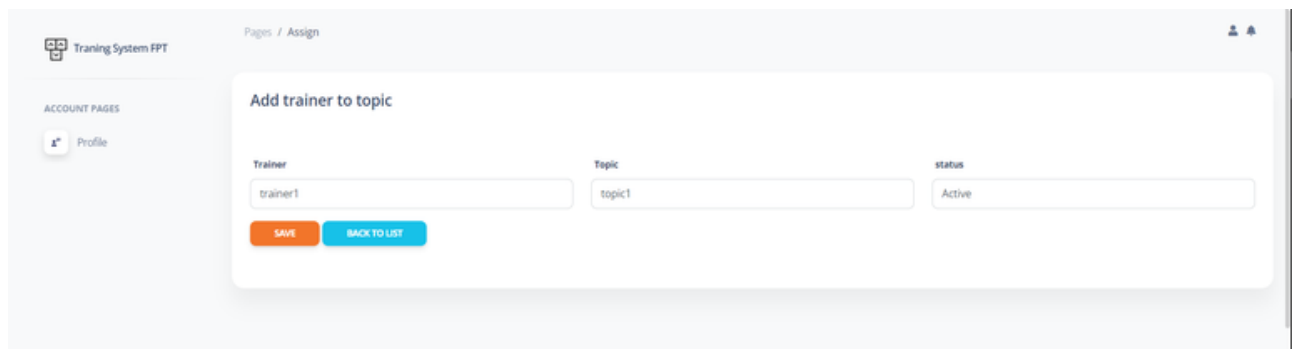 Traning System FPT
ACCOUNT PAGES
Profile
Pages / Assign
Add trainer to topic
Trainer
trainer1
Topic
topic1
status
Active
SAVE
BACK TO LIST